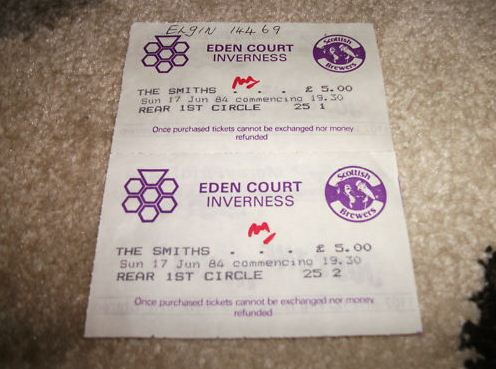 ELGIN 14469
EDEN COURT
INVERNESS
Scottish
Brewers
THE SMITHS . . . £ 5.00
Sun 17 Jun 84 commencing 19.30
REAR 1ST CIRCLE 25 1
Once purchased tickets cannot be exchanged nor money
refunded
EDEN COURT
INVERNESS
Scottish
Brewers
THE SMITHS . . . £ 5.00
Sun 17 Jun 84 commencing 19.30
REAR 1ST CIRCLE 25 2
Once purchased tickets cannot be exchanged nor money
refunded